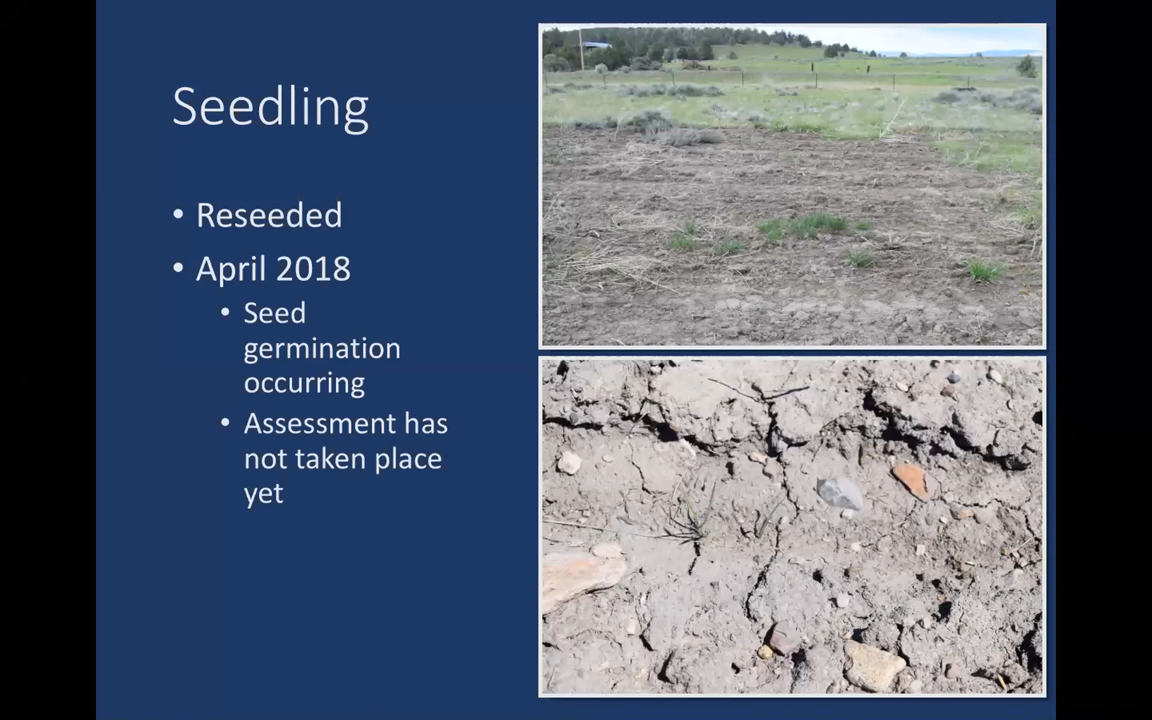 Seedling
• Reseeded
• April 2018
• Seed
germination
occurring
• Assessment has
not taken place
yet